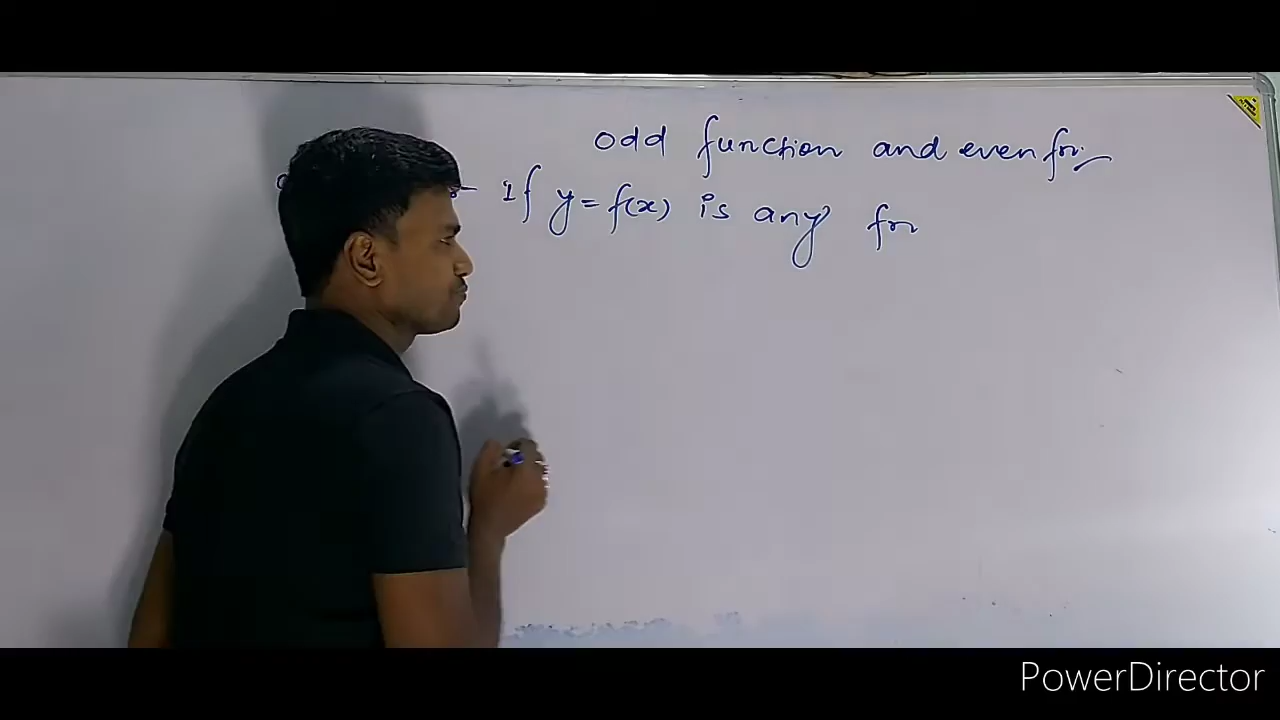 odd function and even fn.
If y = f(x) is any fn
PowerDirector